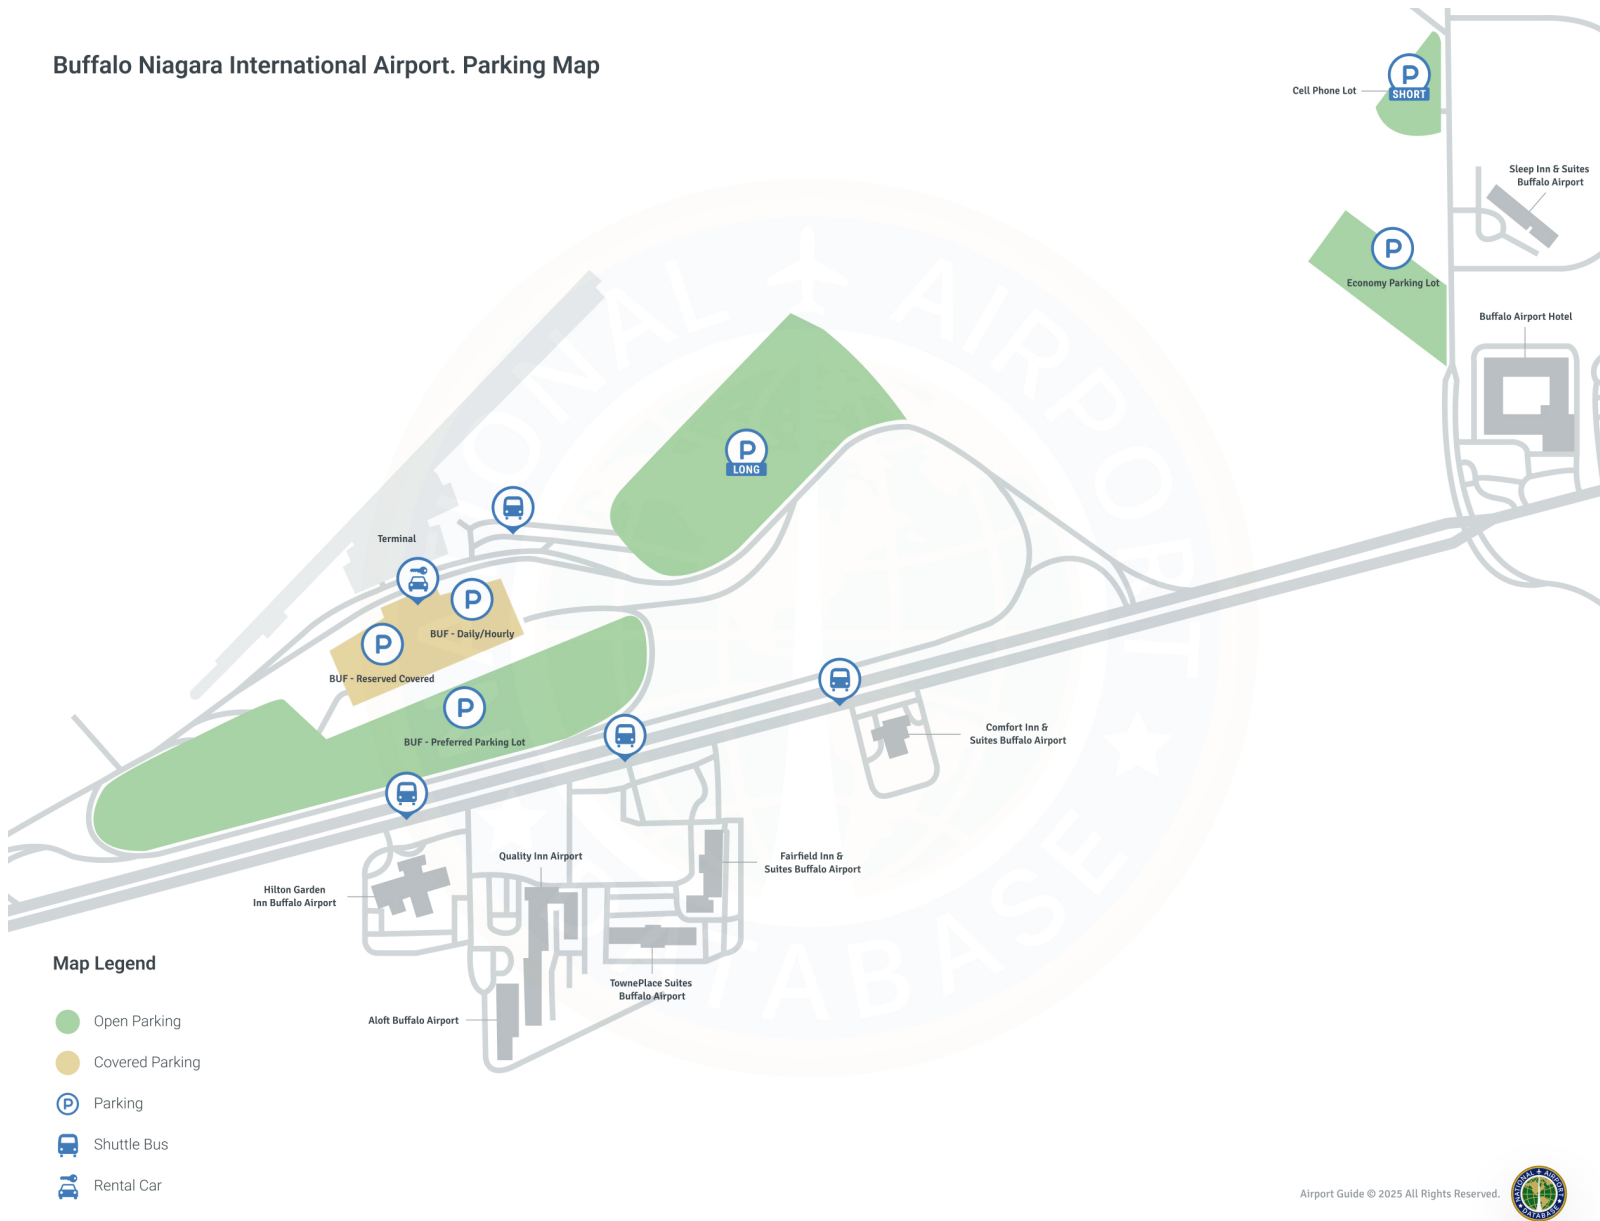 Buffalo Niagara International Airport. Parking Map
P
SHORT
Cell Phone Lot
Sleep Inn & Suites
Buffalo Airport
P
Economy Parking Lot
Buffalo Airport Hotel
P
LONG
Terminal
P
BUF - Daily/Hourly
P
BUF - Reserved Covered
P
BUF - Preferred Parking Lot
Comfort Inn &
Suites Buffalo Airport
Quality Inn Airport
Fairfield Inn &
Suites Buffalo Airport
Hilton Garden
Inn Buffalo Airport
TownePlace Suites
Buffalo Airport
Aloft Buffalo Airport
Map Legend
Open Parking
Covered Parking
P
Parking
Shuttle Bus
Rental Car
Airport Guide © 2025 All Rights Reserved.
NATIONAL AIRPORT
DATABASE